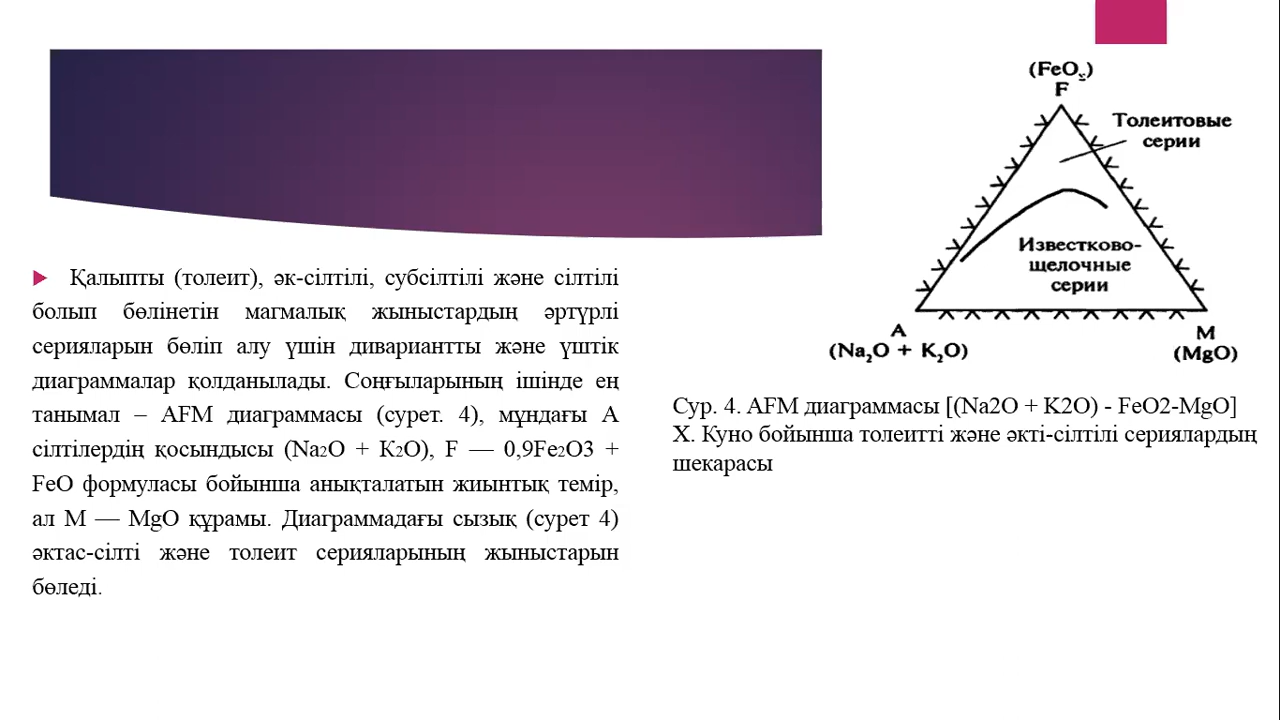 Қалыпты (толеит), әк-сілтілі, субсілтілі және сілтілі
болып бөлінетін магмалық жыныстардың әртүрлі
серияларын бөліп алу үшін дивариантты және үштік
диаграммалар қолданылады. Соңғыларының ішінде ең
танымал – AFM диаграммасы (сурет. 4), мұндағы А
сілтілердің қосындысы (Na2O + K2O), F — 0,9Fe2O3 +
FeO формуласы бойынша анықталатын жиынтық темір,
ал M — MgO құрамы. Диаграммадағы сызық (сурет 4)
әктас-сілті және толеит серияларының жыныстарын
бөледі.
(FeOx)
F
Толеитовые
серии
Известково-
щелочные
серии
A
(Na2O + K2O)
M
(MgO)
Сур. 4. AFM диаграммасы [(Na2O + K2O) - FeO2-MgO]
Х. Куно бойынша толеитті және әкті-сілтілі сериялардың
шекарасы